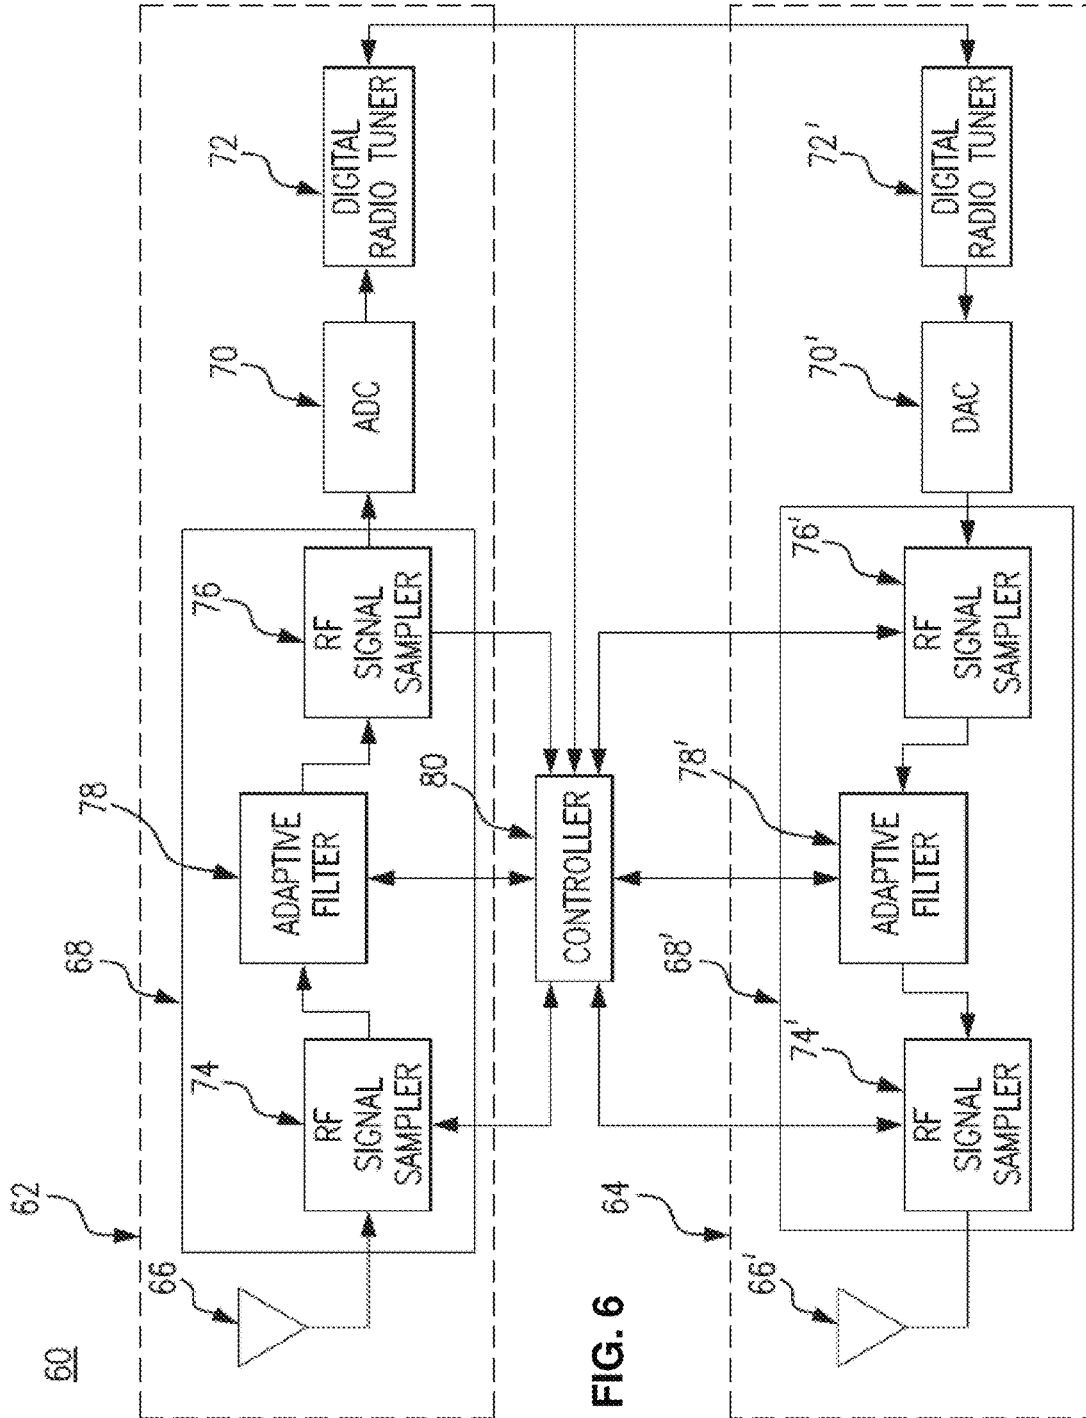 60
62
66
68
74
RF
SIGNAL
SAMPLER
78
ADAPTIVE
FILTER
76
RF
SIGNAL
SAMPLER
70
ADC
72
DIGITAL
RADIO TUNER
80
CONTROLLER
FIG. 6
64
66'
68'
74'
RF
SIGNAL
SAMPLER
78'
ADAPTIVE
FILTER
76'
RF
SIGNAL
SAMPLER
70'
DAC
72'
DIGITAL
RADIO TUNER